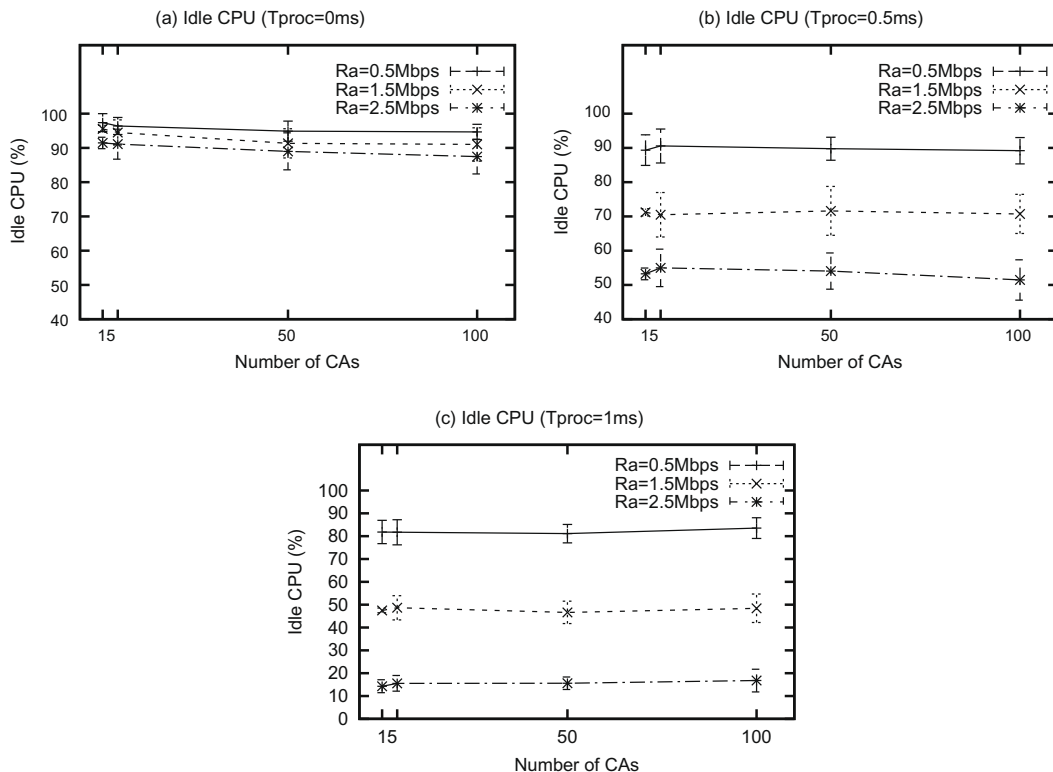 (a) Idle CPU (Tproc=0ms)
Ra=0.5Mbps
Ra=1.5Mbps
Ra=2.5Mbps
100
90
80
70
60
50
40
Idle CPU (%)
15
50
100
Number of CAs
(b) Idle CPU (Tproc=0.5ms)
Ra=0.5Mbps
Ra=1.5Mbps
Ra=2.5Mbps
100
90
80
70
60
50
40
Idle CPU (%)
15
50
100
Number of CAs
(c) Idle CPU (Tproc=1ms)
Ra=0.5Mbps
Ra=1.5Mbps
Ra=2.5Mbps
100
90
80
70
60
50
40
30
20
10
0
Idle CPU (%)
15
50
100
Number of CAs